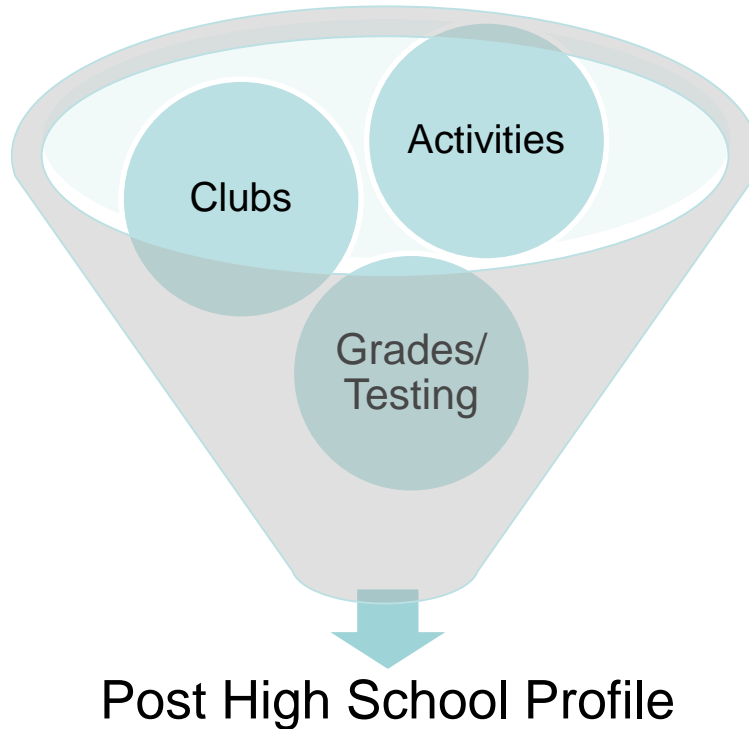 Activities
Clubs
Grades/
Testing
Post High School Profile